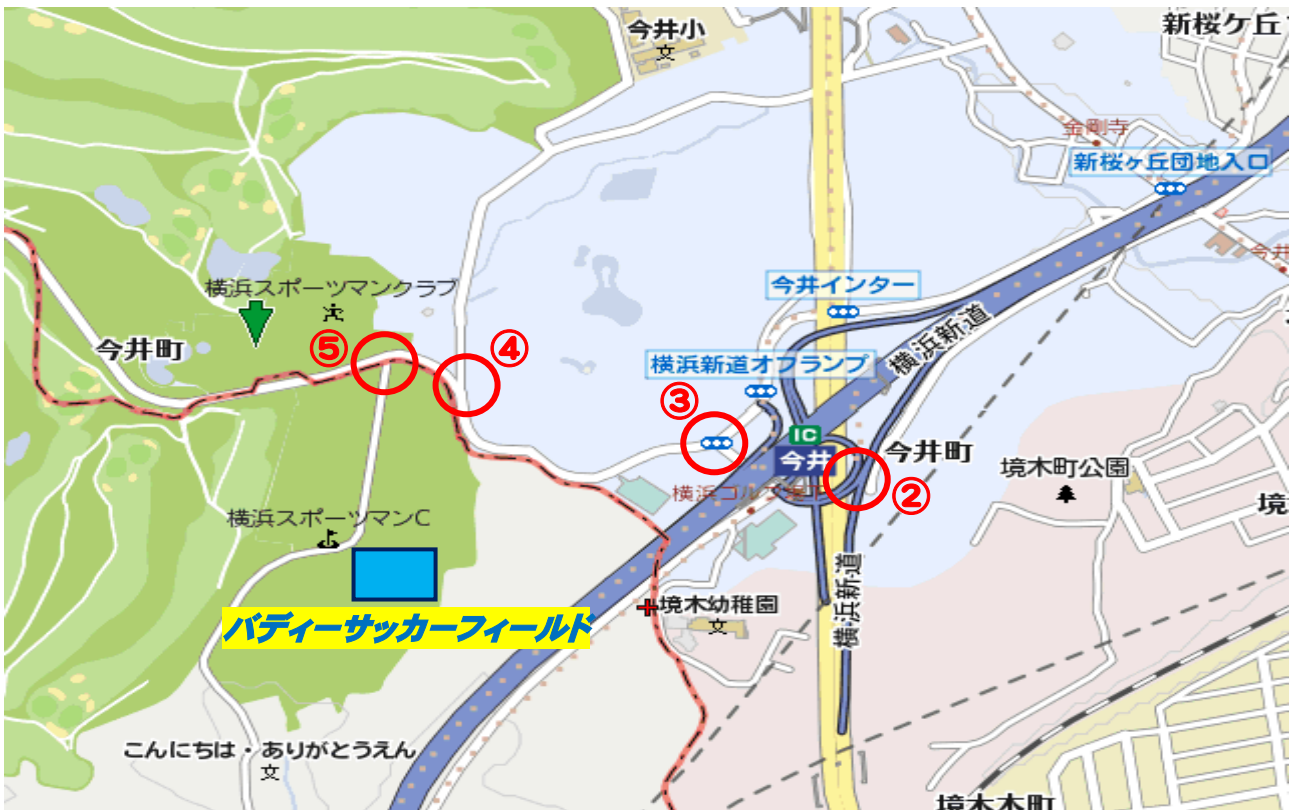 今井小
新桜ケ丘
金剛寺
新桜ヶ丘団地入口
今井
横浜スポーツマンクラブ
今井インター
横浜新道
今井町
⑤
④
横浜新道オフランプ
③
IC
今井
今井町
②
境木町公園
境
横浜スポーツマンC
バディーサッカーフィールド
横浜新道
境木幼稚園
こんにちは・ありがとうえん
境木本町